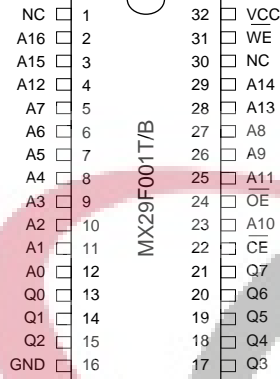 NC 1 32 VCC
A16 2 31 WE
A15 3 30 NC
A12 4 29 A14
A7 5 28 A13
A6 6 27 A8
A5 7 26 A9
A4 8 25 A11
A3 9 24 OE
A2 10 23 A10
A1 11 22 CE
A0 12 21 Q7
Q0 13 20 Q6
Q1 14 19 Q5
Q2 15 18 Q4
GND 16 17 Q3
MX29F001T/B